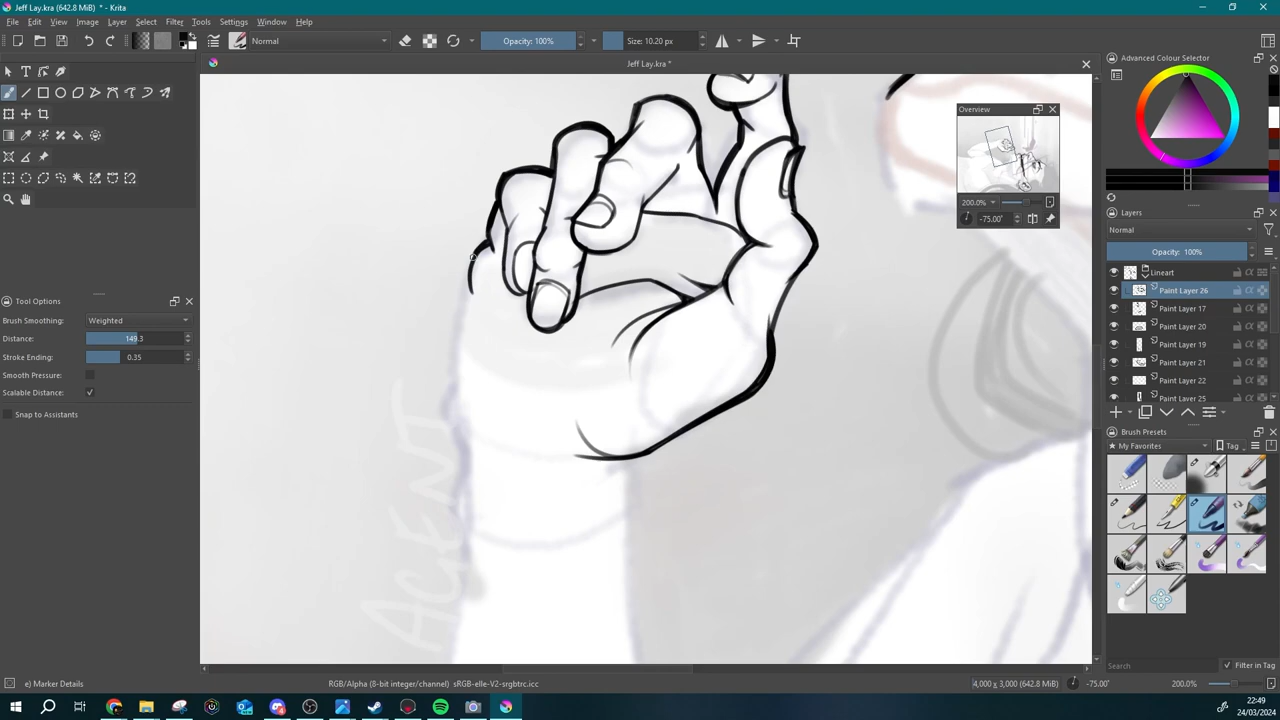 Jeff Lay.kra (642.8 MiB) * - Krita
File Edit View Image Layer Select Filter Tools Settings Window Help
Normal Opacity: 100% Size: 10.20 px
Jeff Lay.kra *
Overview
200.0%
-75.00°
AGENT
Tool Options
Brush Smoothing: Weighted
Distance: 149.3
Stroke Ending: 0.35
Smooth Pressure:
Scalable Distance:
Snap to Assistants
Advanced Colour Selector
Layers
Normal
Opacity: 100%
Lineart
Paint Layer 26
Paint Layer 17
Paint Layer 20
Paint Layer 19
Paint Layer 21
Paint Layer 22
Paint Layer 25
Brush Presets
My Favorites Tag
Search Filter in Tag
e) Marker Details RGB/Alpha (8-bit integer/channel) sRGB-elle-V2-srgbtrc.icc 4,000 x 3,000 (642.8 MiB) -75.00° 200.0%
22:49
24/03/2024